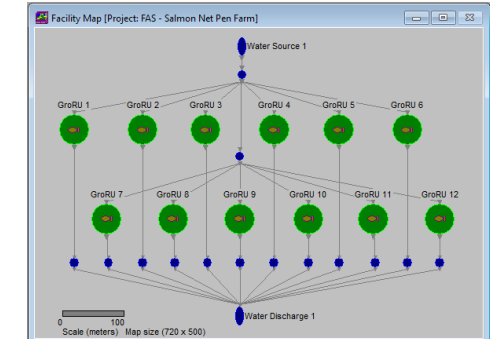 Facility Map [Project: FAS - Salmon Net Pen Farm]
Water Source 1
GroRU 1 GroRU 2 GroRU 3 GroRU 4 GroRU 5 GroRU 6
GroRU 7 GroRU 8 GroRU 9 GroRU 10 GroRU 11 GroRU 12
Water Discharge 1
0 100
Scale (meters) Map size (720 x 500)